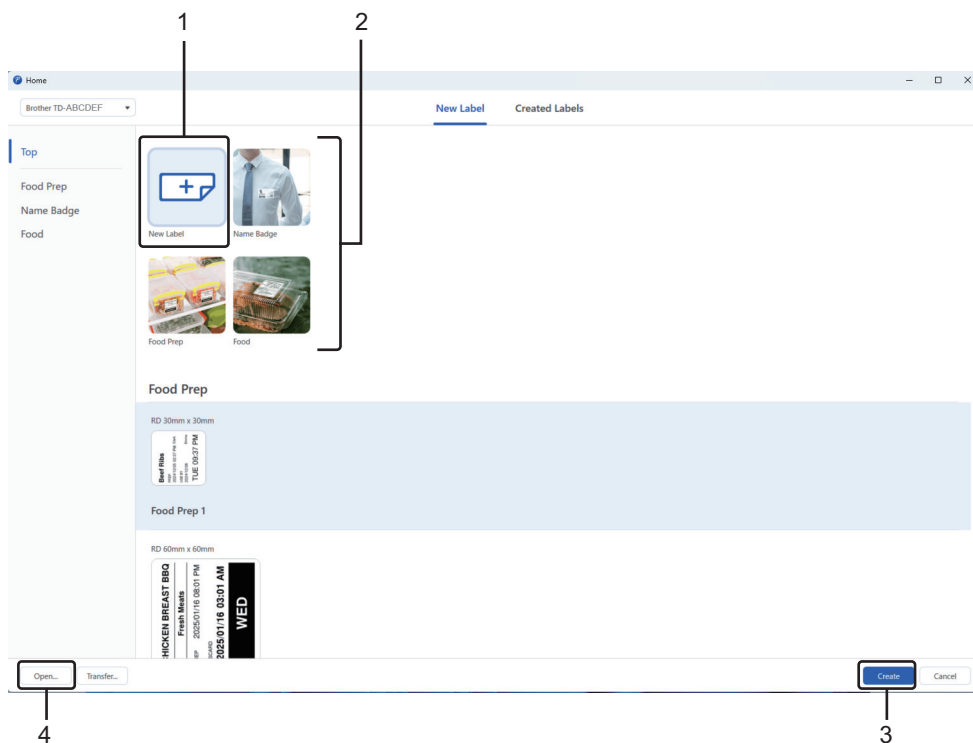 1 2
Home
Brother TD-ABCDEF
New Label Created Labels
Top
Food Prep
Name Badge
Food
New Label Name Badge
Food Prep Food
Food Prep
RD 30mm x 30mm
Beef Ribs
TUE 09:37 PM
Food Prep 1
RD 60mm x 60mm
HICKEN BREAST BBQ
Fresh Meats
EP 2025/01/16 08:01 PM
SCARD
2025/01/16 03:01 AM
WED
Open... Transfer... Create Cancel
4 3